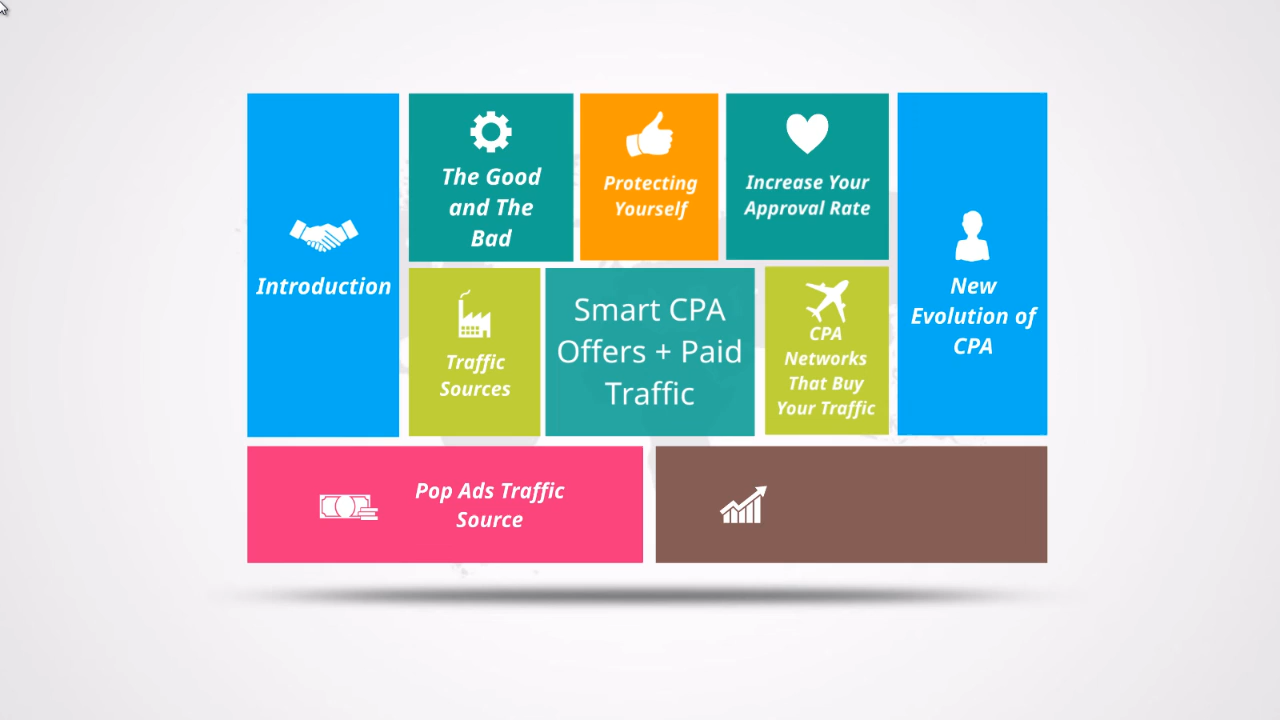 Introduction
The Good
and The
Bad
Protecting
Yourself
Increase Your
Approval Rate
New
Evolution of
CPA
Traffic
Sources
Smart CPA
Offers + Paid
Traffic
CPA
Networks
That Buy
Your Traffic
Pop Ads Traffic
Source